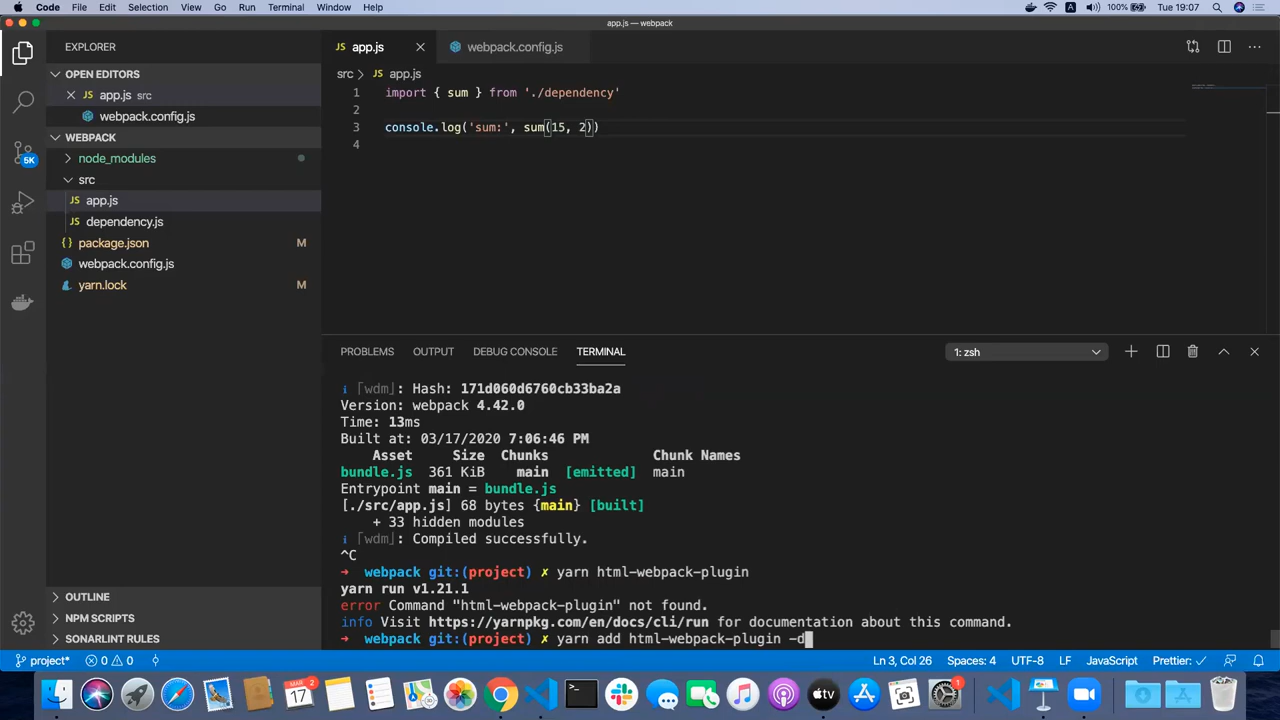 Code File Edit Selection View Go Run Terminal Window Help 100% Tue 19:07
app.js — webpack
EXPLORER
OPEN EDITORS
app.js src
webpack.config.js
WEBPACK
node_modules
src
JS app.js
JS dependency.js
{} package.json M
webpack.config.js
yarn.lock M
OUTLINE
NPM SCRIPTS
SONARLINT RULES
5K
JS app.js webpack.config.js
src > JS app.js
1 import { sum } from './dependency'
2
3 console.log('sum:', sum(15, 2))
4
PROBLEMS OUTPUT DEBUG CONSOLE TERMINAL 1: zsh
ℹ ｢wdm｣: Hash: 171d060d6760cb33ba2a
Version: webpack 4.42.0
Time: 13ms
Built at: 03/17/2020 7:06:46 PM
Asset Size Chunks Chunk Names
bundle.js 361 KiB main [emitted] main
Entrypoint main = bundle.js
[./src/app.js] 68 bytes {main} [built]
+ 33 hidden modules
ℹ ｢wdm｣: Compiled successfully.
^C
➜ webpack git:(project) ✗ yarn html-webpack-plugin
yarn run v1.21.1
error Command "html-webpack-plugin" not found.
info Visit https://yarnpkg.com/en/docs/cli/run for documentation about this command.
➜ webpack git:(project) ✗ yarn add html-webpack-plugin -d
project* 0 0 Ln 3, Col 26 Spaces: 4 UTF-8 LF JavaScript Prettier: ✓
17 2 1